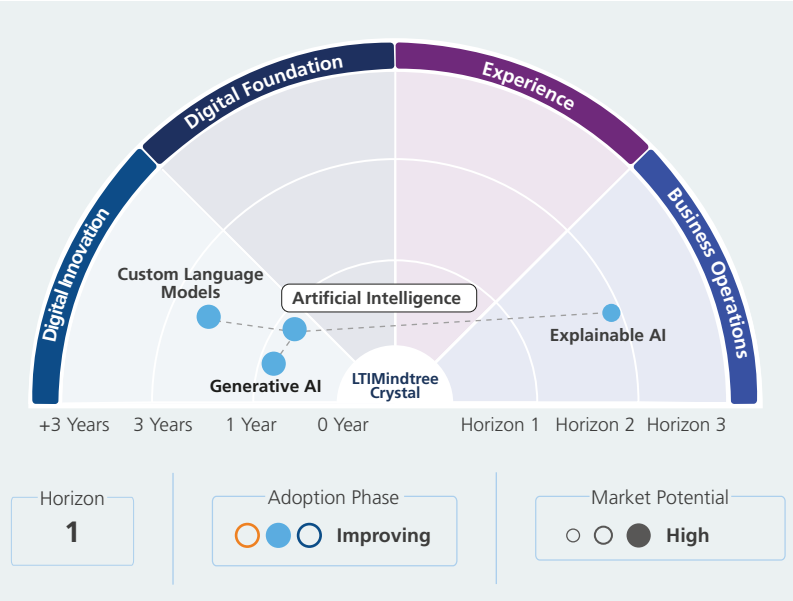 Digital Foundation
Experience
Digital Innovation
Business Operations
Custom Language
Models
Artificial Intelligence
Explainable AI
Generative AI
LTIMindtree
Crystal
+3 Years
3 Years
1 Year
0 Year
Horizon 1
Horizon 2
Horizon 3
Horizon
1
Adoption Phase
Improving
Market Potential
High